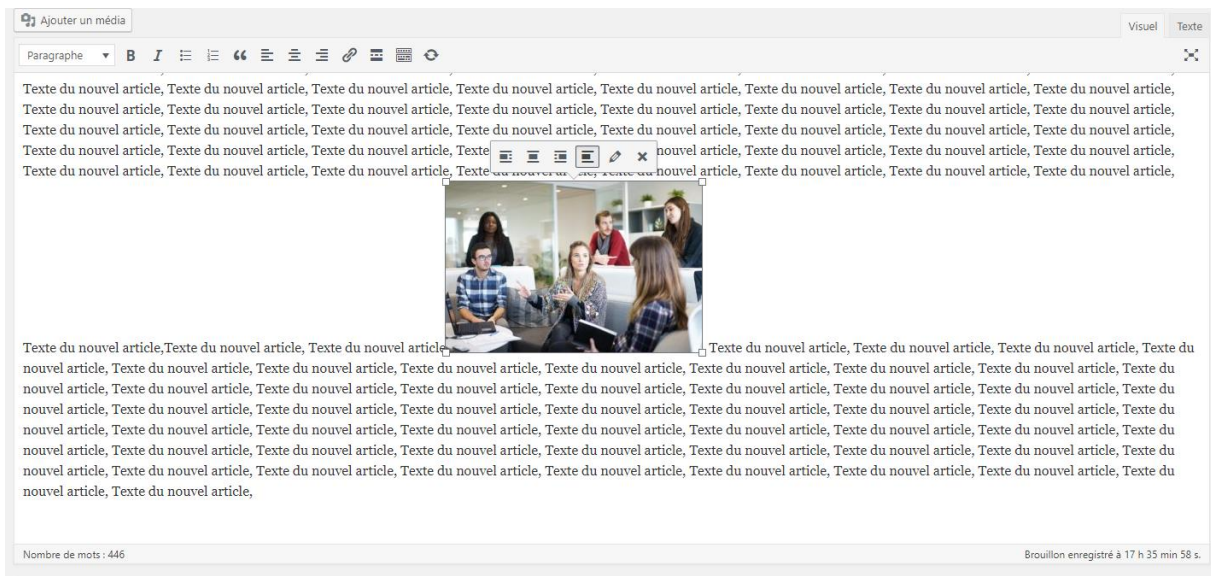 Ajouter un média
Visuel Texte
Paragraphe
Texte du nouvel article, Texte du nouvel article, Texte du nouvel article, Texte du nouvel article, Texte du nouvel article, Texte du nouvel article, Texte du nouvel article, Texte du nouvel article,
Texte du nouvel article, Texte du nouvel article, Texte du nouvel article, Texte du nouvel article, Texte du nouvel article, Texte du nouvel article, Texte du nouvel article, Texte du nouvel article,
Texte du nouvel article, Texte du nouvel article, Texte du nouvel article, Texte du nouvel article, Texte du nouvel article, Texte du nouvel article, Texte du nouvel article, Texte du nouvel article,
Texte du nouvel article, Texte du nouvel article, Texte du nouvel article, Texte nouvel article, Texte du nouvel article, Texte du nouvel article, Texte du nouvel article,
Texte du nouvel article, Texte du nouvel article, Texte du nouvel article, Texte nouvel article, Texte du nouvel article, Texte du nouvel article, Texte du nouvel article,
Texte du nouvel article,Texte du nouvel article, Texte du nouvel article Texte du nouvel article, Texte du nouvel article, Texte du nouvel article, Texte du
nouvel article, Texte du nouvel article, Texte du nouvel article, Texte du nouvel article, Texte du nouvel article, Texte du nouvel article, Texte du nouvel article, Texte du nouvel article, Texte du
nouvel article, Texte du nouvel article, Texte du nouvel article, Texte du nouvel article, Texte du nouvel article, Texte du nouvel article, Texte du nouvel article, Texte du nouvel article, Texte du
nouvel article, Texte du nouvel article, Texte du nouvel article, Texte du nouvel article, Texte du nouvel article, Texte du nouvel article, Texte du nouvel article, Texte du nouvel article, Texte du
nouvel article, Texte du nouvel article, Texte du nouvel article, Texte du nouvel article, Texte du nouvel article, Texte du nouvel article, Texte du nouvel article, Texte du nouvel article, Texte du
nouvel article, Texte du nouvel article, Texte du nouvel article, Texte du nouvel article, Texte du nouvel article, Texte du nouvel article, Texte du nouvel article, Texte du nouvel article, Texte du
nouvel article, Texte du nouvel article, Texte du nouvel article, Texte du nouvel article, Texte du nouvel article, Texte du nouvel article, Texte du nouvel article, Texte du nouvel article, Texte du
nouvel article, Texte du nouvel article,
Nombre de mots : 446
Brouillon enregistré à 17 h 35 min 58 s.